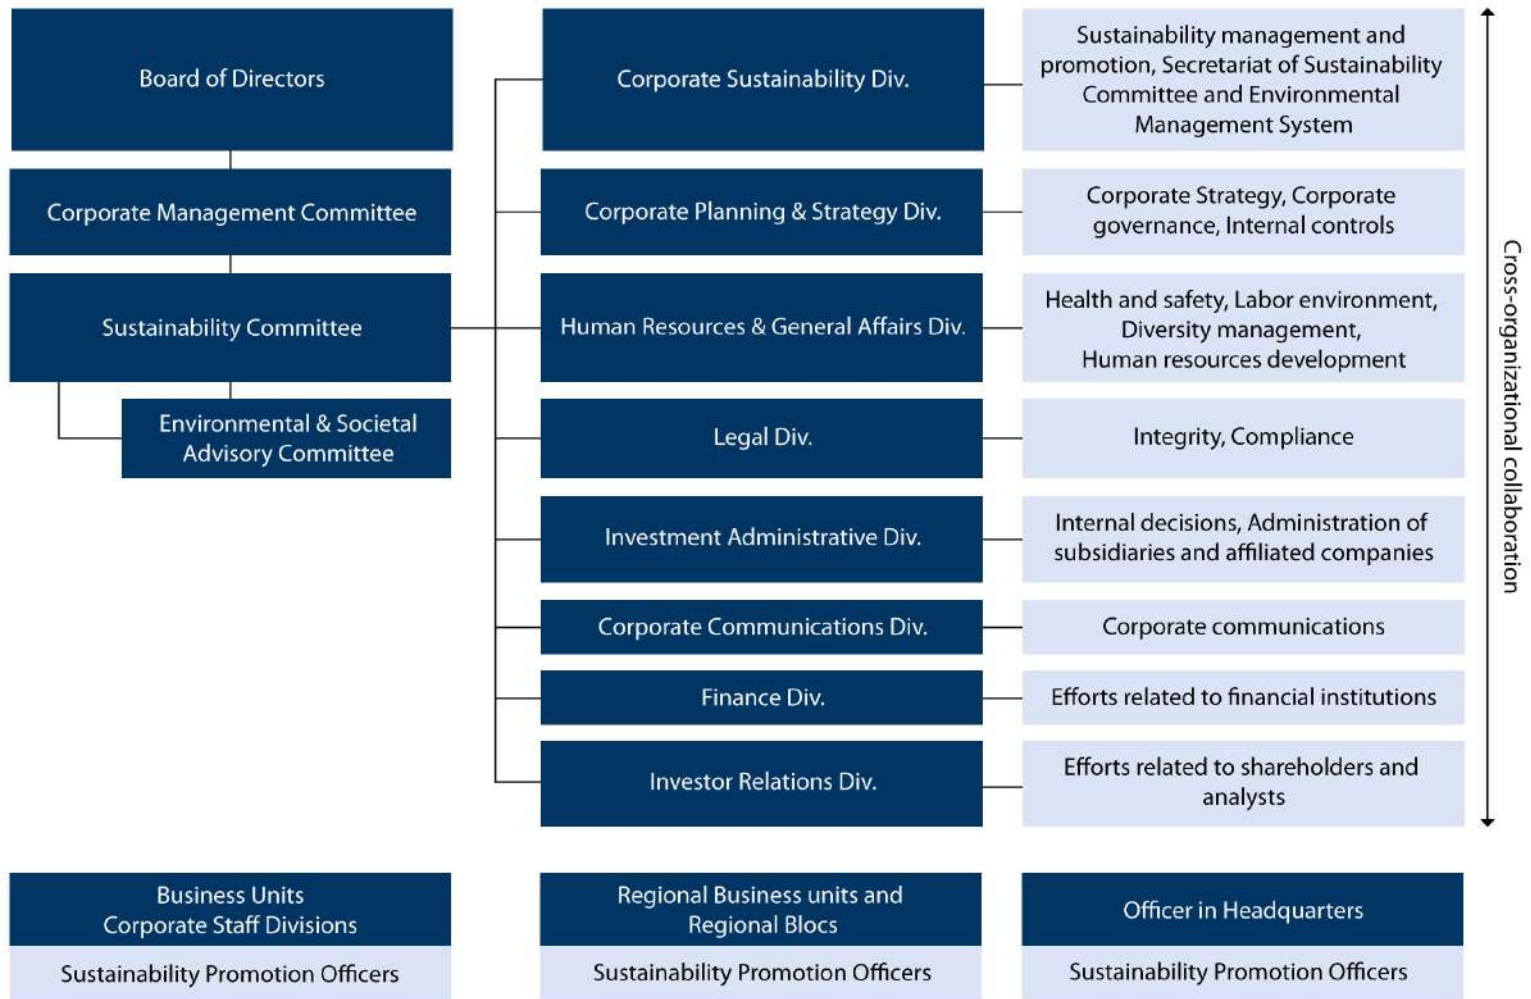 Board of Directors
Corporate Management Committee
Sustainability Committee
Environmental & Societal
Advisory Committee
Corporate Sustainability Div.
Sustainability management and
promotion, Secretariat of Sustainability
Committee and Environmental
Management System
Corporate Planning & Strategy Div.
Corporate Strategy, Corporate
governance, Internal controls
Human Resources & General Affairs Div.
Health and safety, Labor environment,
Diversity management,
Human resources development
Legal Div.
Integrity, Compliance
Investment Administrative Div.
Internal decisions, Administration of
subsidiaries and affiliated companies
Corporate Communications Div.
Corporate communications
Finance Div.
Efforts related to financial institutions
Investor Relations Div.
Efforts related to shareholders and
analysts
Cross-organizational collaboration
Business Units
Corporate Staff Divisions
Sustainability Promotion Officers
Regional Business units and
Regional Blocs
Sustainability Promotion Officers
Officer in Headquarters
Sustainability Promotion Officers